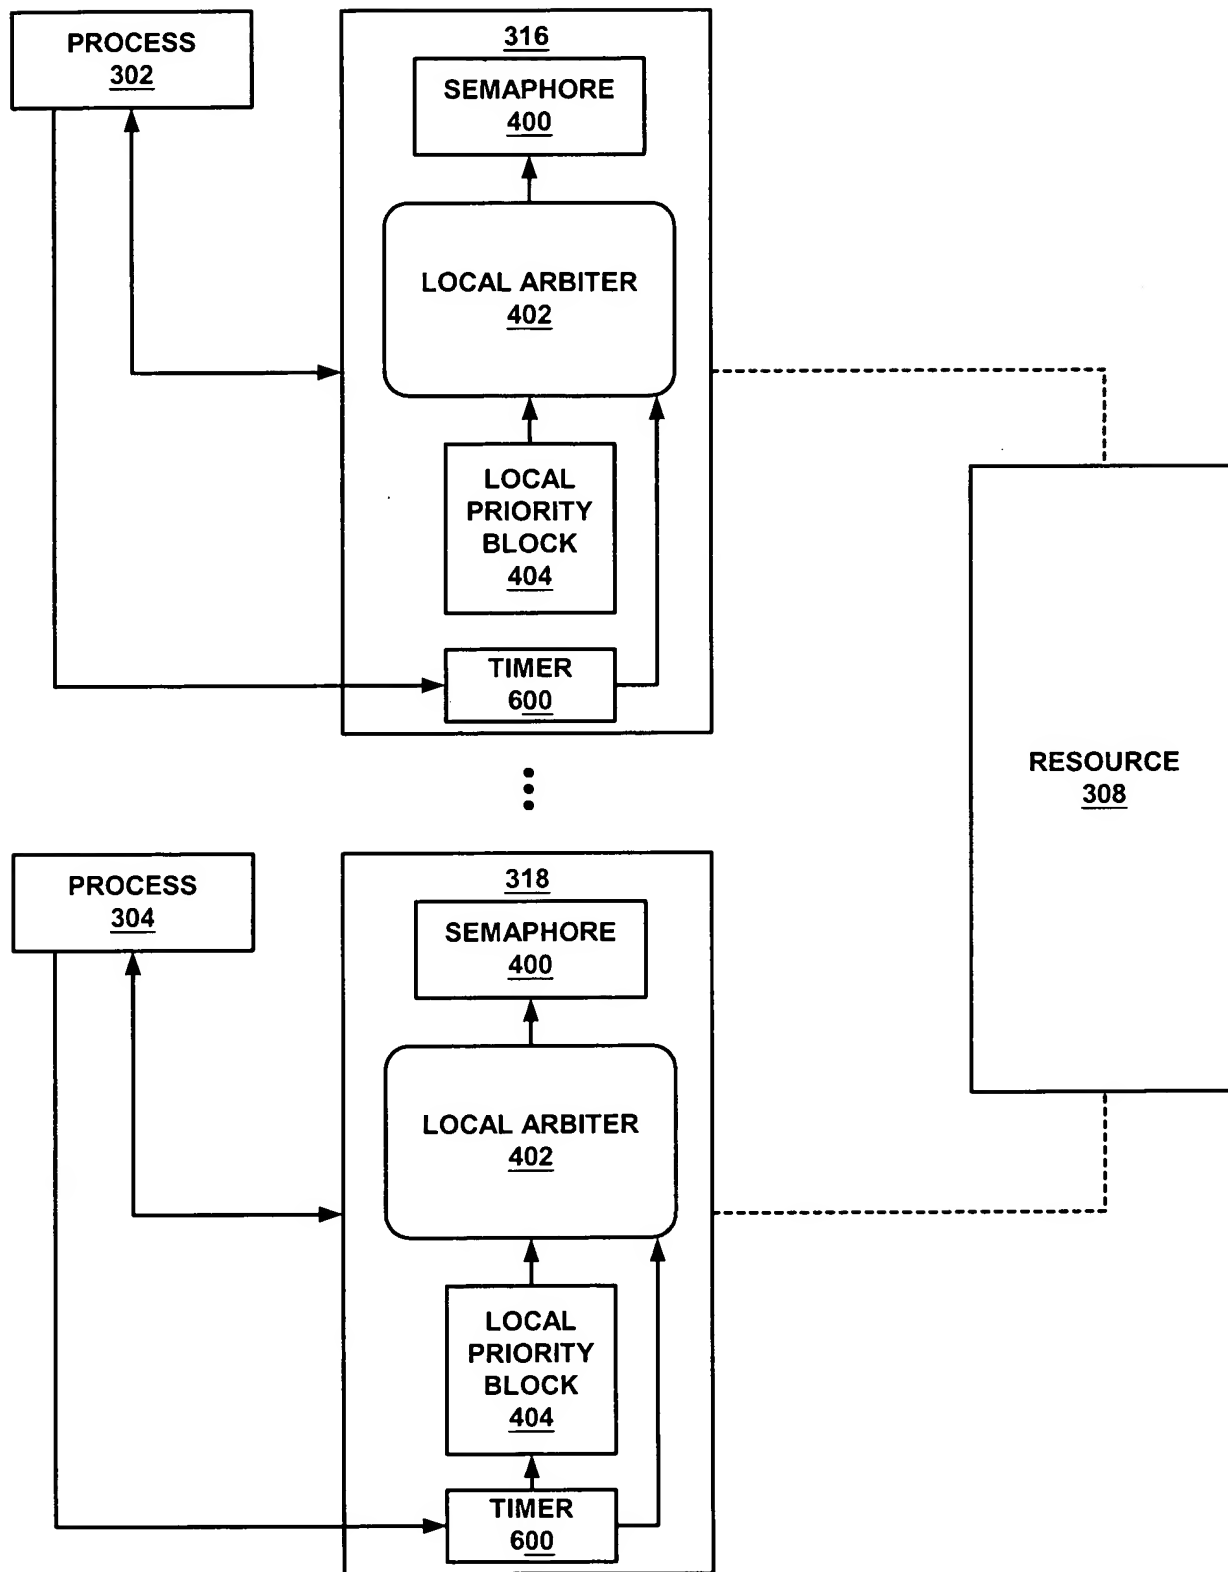 PROCESS
302
316
SEMAPHORE
400
LOCAL ARBITER
402
LOCAL
PRIORITY
BLOCK
404
TIMER
600
RESOURCE
308
PROCESS
304
318
SEMAPHORE
400
LOCAL ARBITER
402
LOCAL
PRIORITY
BLOCK
404
TIMER
600